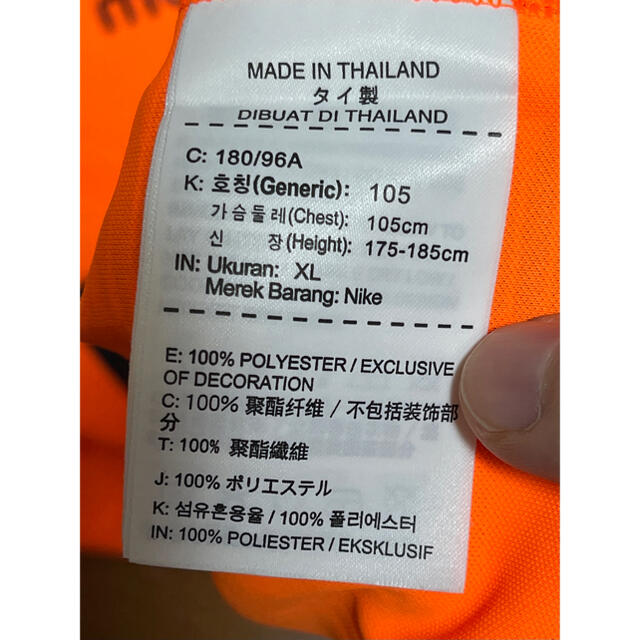 MADE IN THAILAND
タイ製
DIBUAT DI THAILAND
C: 180/96A
K: 호칭(Generic): 105
가슴둘레(Chest): 105cm
신 장(Height): 175-185cm
IN: Ukuran: XL
Merek Barang: Nike
E: 100% POLYESTER / EXCLUSIVE
OF DECORATION
C: 100% 聚酯纤维 / 不包括装饰部
分
T: 100% 聚酯纖維
J: 100% ポリエステル
K: 섬유혼용율 / 100% 폴리에스터
IN: 100% POLIESTER / EKSKLUSIF